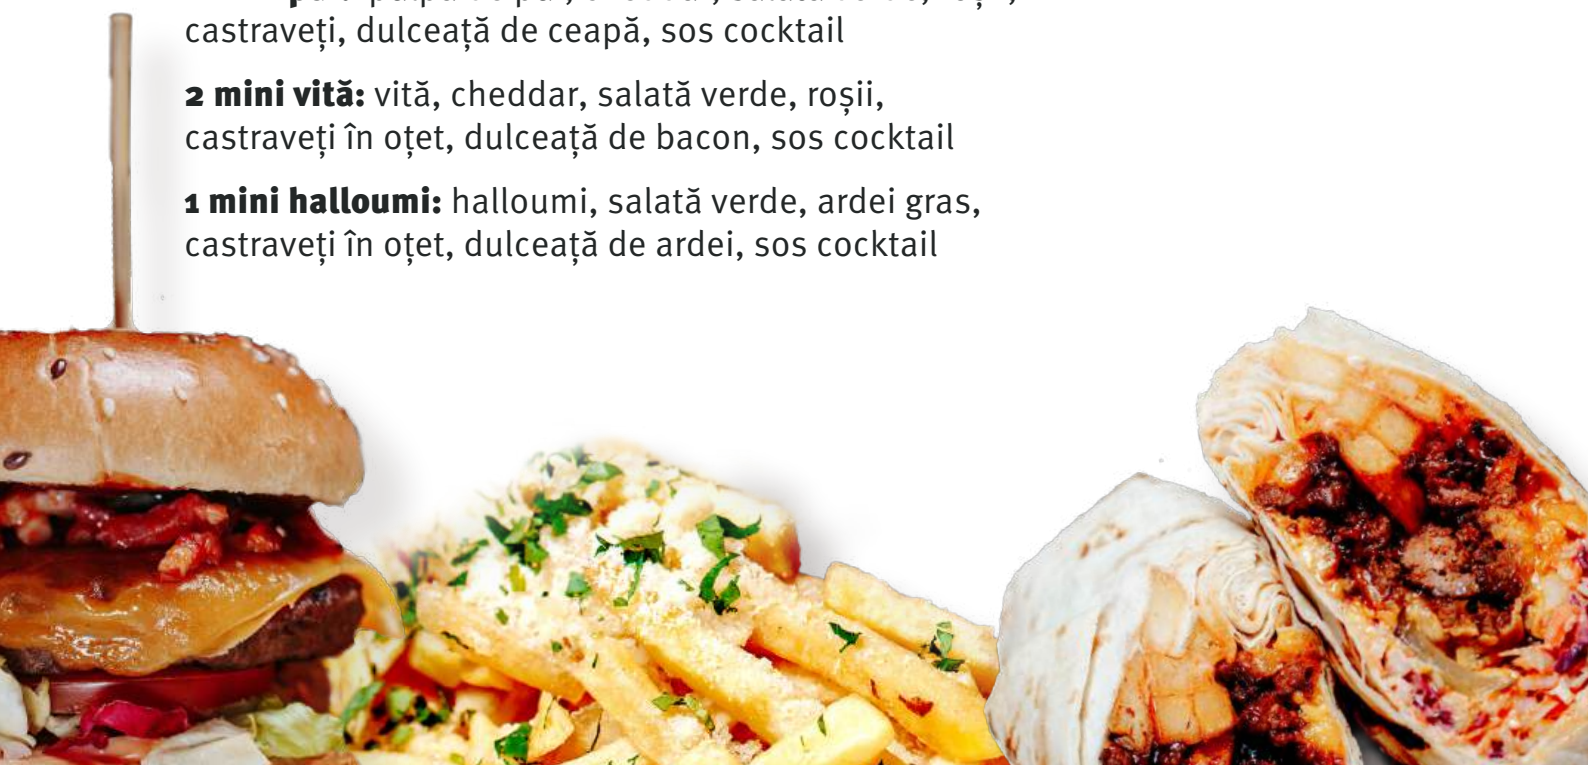 castraveți, dulceață de ceapă, sos cocktail
2 mini vită: vită, cheddar, salată verde, roșii,
castraveți în oțet, dulceață de bacon, sos cocktail
1 mini halloumi: halloumi, salată verde, ardei gras,
castraveți în oțet, dulceață de ardei, sos cocktail